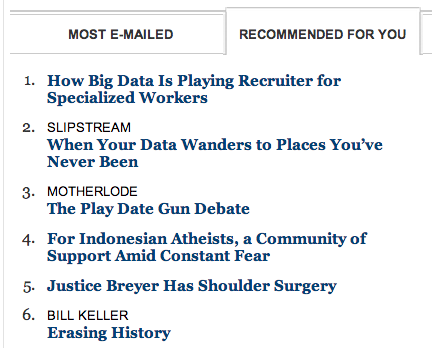 MOST E-MAILED
RECOMMENDED FOR YOU
1. How Big Data Is Playing Recruiter for
Specialized Workers
2. SLIPSTREAM
When Your Data Wanders to Places You’ve
Never Been
3. MOTHERLODE
The Play Date Gun Debate
4. For Indonesian Atheists, a Community of
Support Amid Constant Fear
5. Justice Breyer Has Shoulder Surgery
6. BILL KELLER
Erasing History